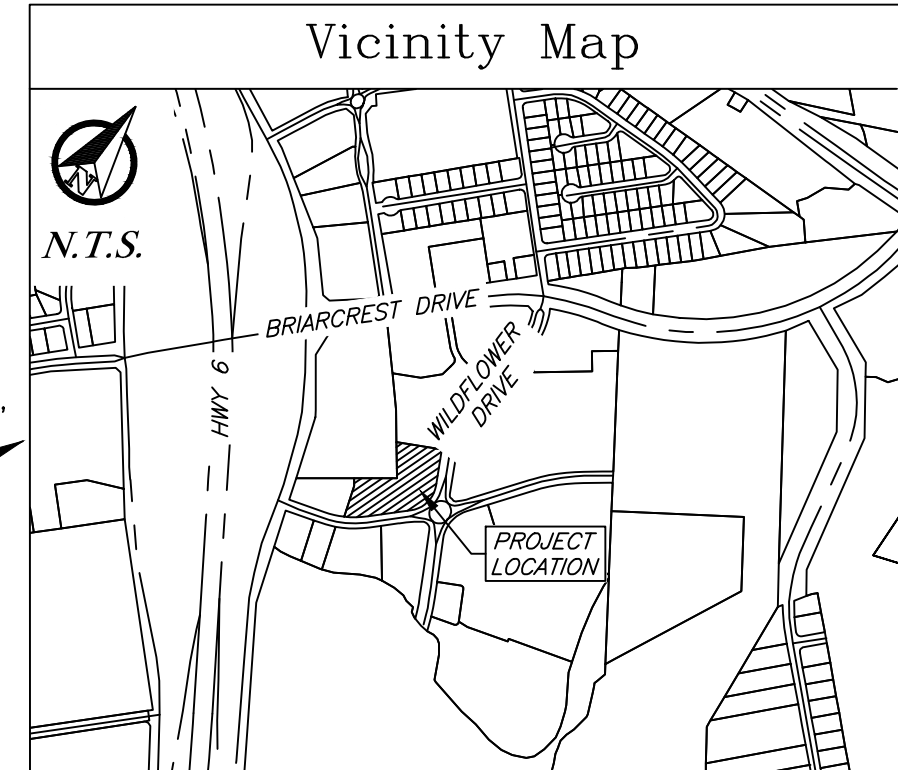 Vicinity Map
N
N.T.S.
BRIARCREST DRIVE
WILDFLOWER
DRIVE
HWY 6
PROJECT
LOCATION